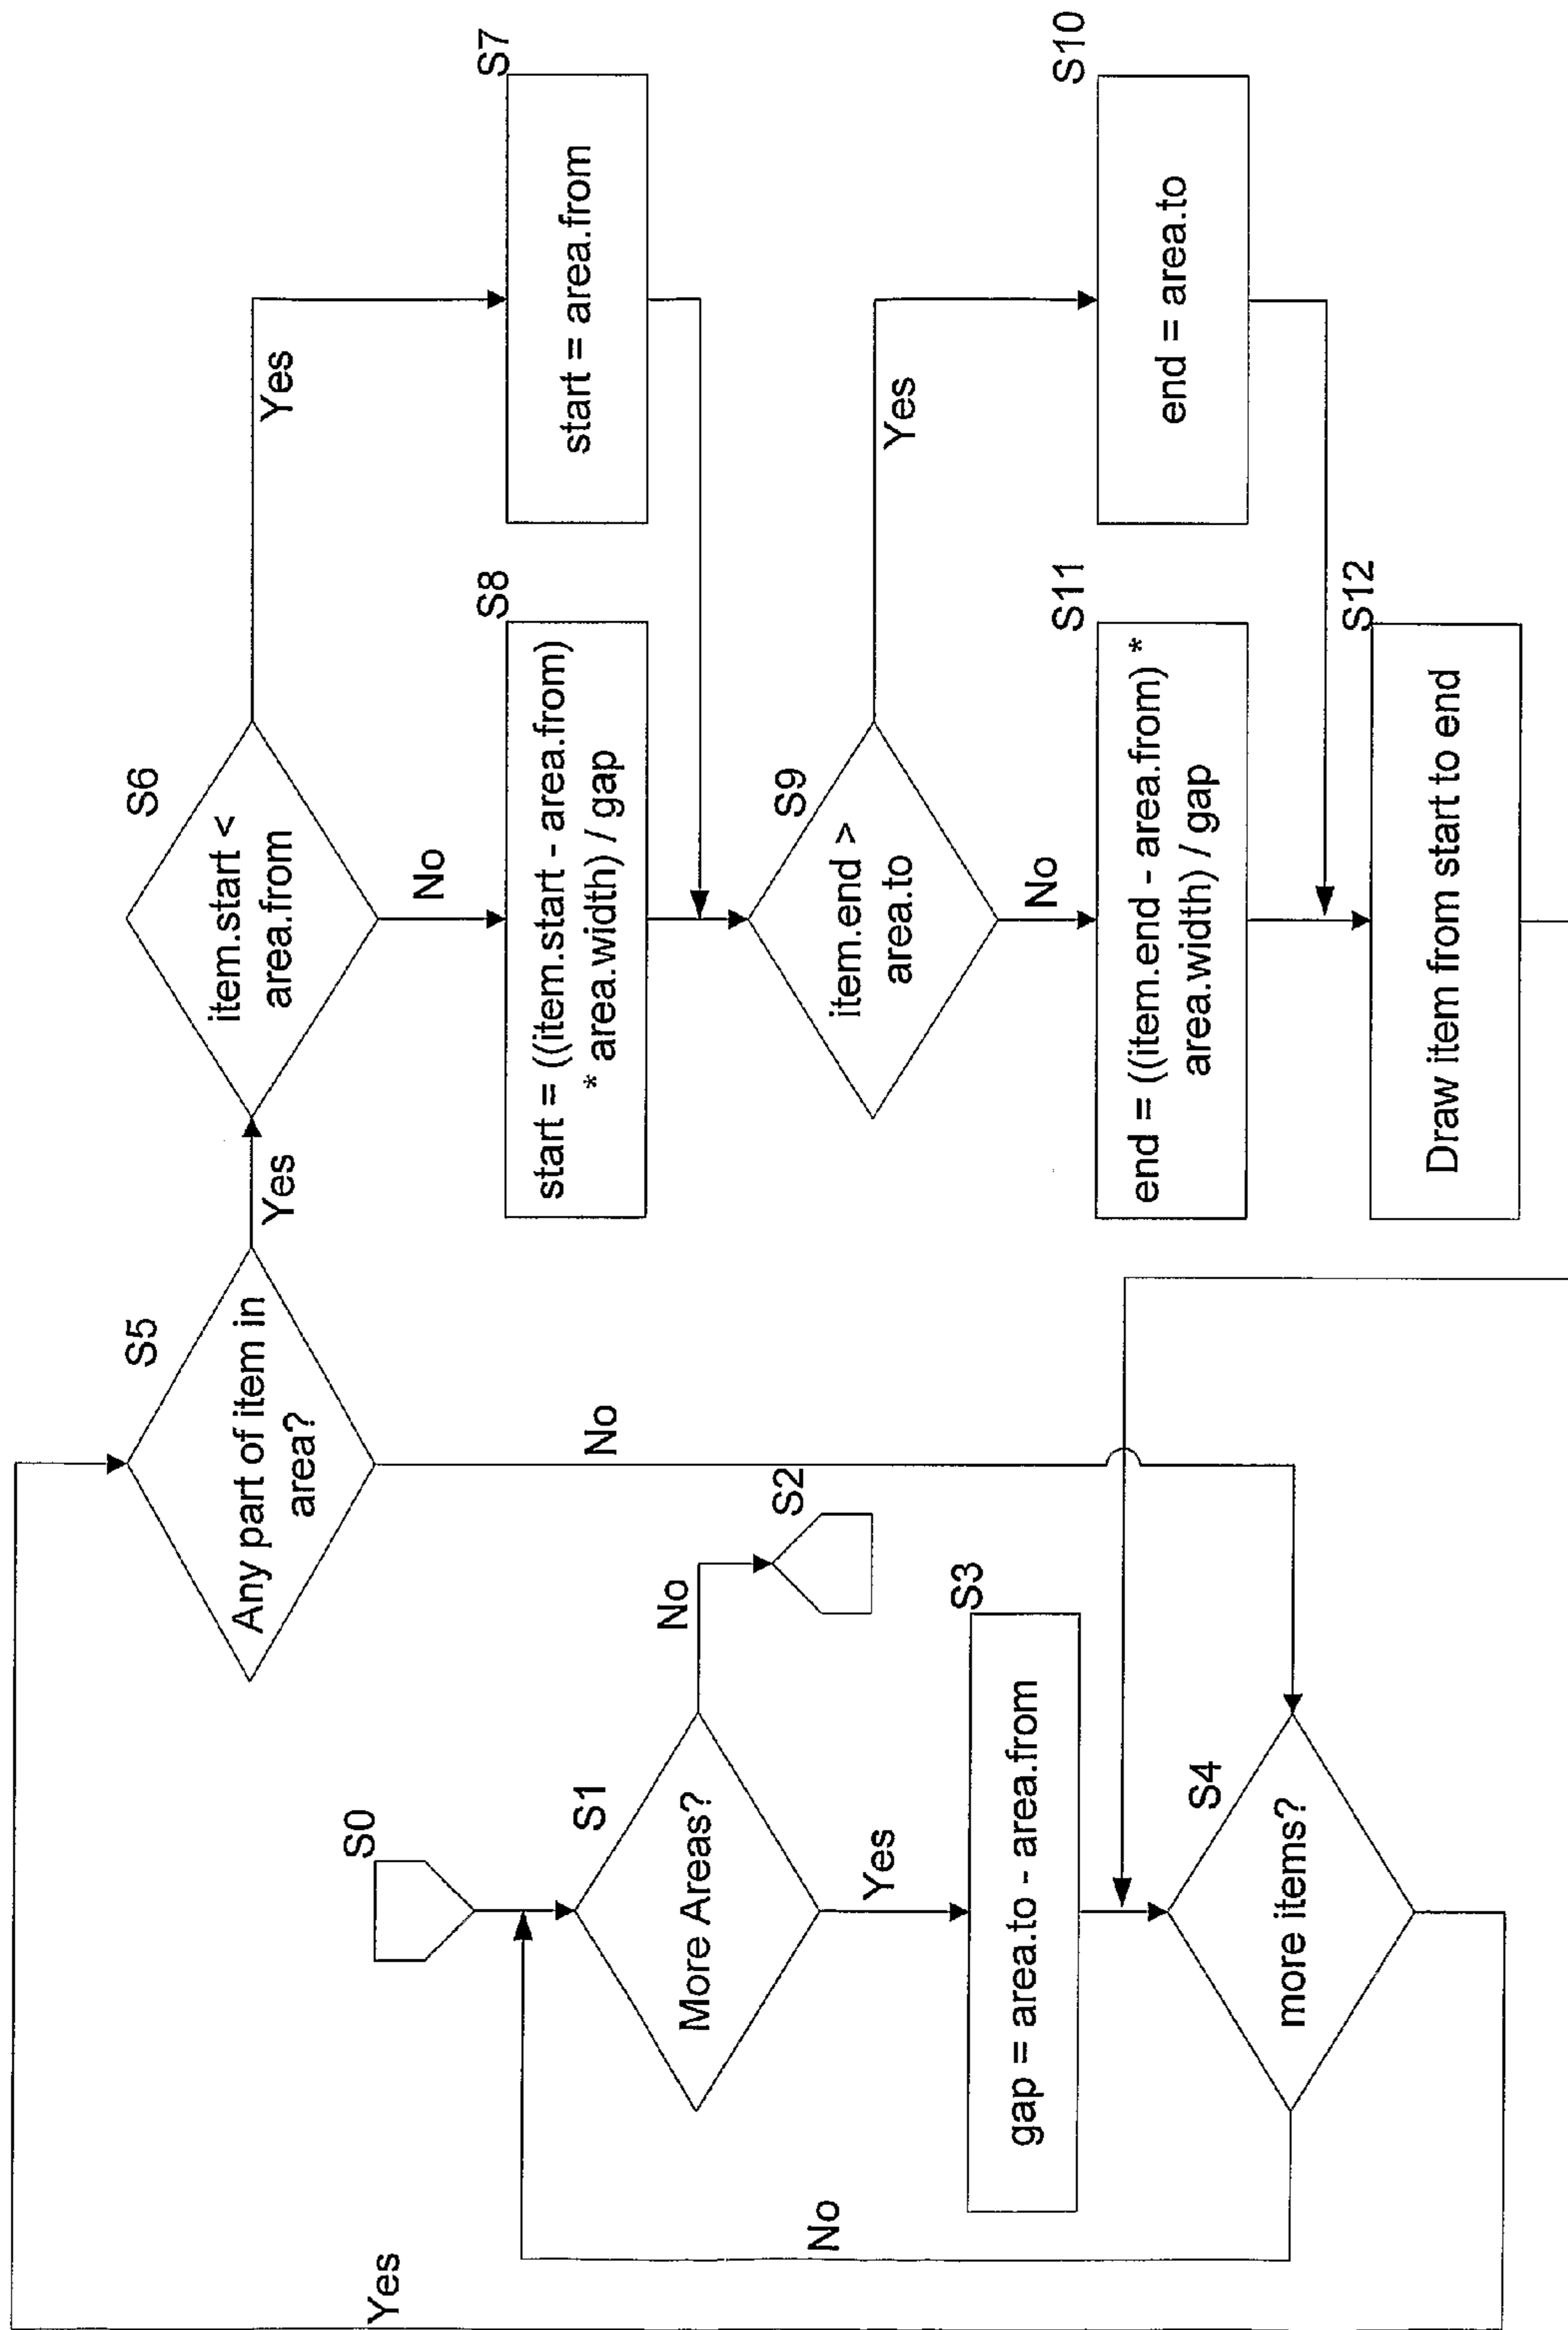 S0
S1
More Areas?
No
S2
Yes
S3
gap = area.to - area.from
S4
more items?
No
Yes
S5
Any part of item in
area?
No
Yes
S6
item.start <
area.from
Yes
S7
start = area.from
No
S8
start = ((item.start - area.from)
* area.width) / gap
S9
item.end >
area.to
Yes
S10
end = area.to
No
S11
end = ((item.end - area.from) *
area.width) / gap
S12
Draw item from start to end